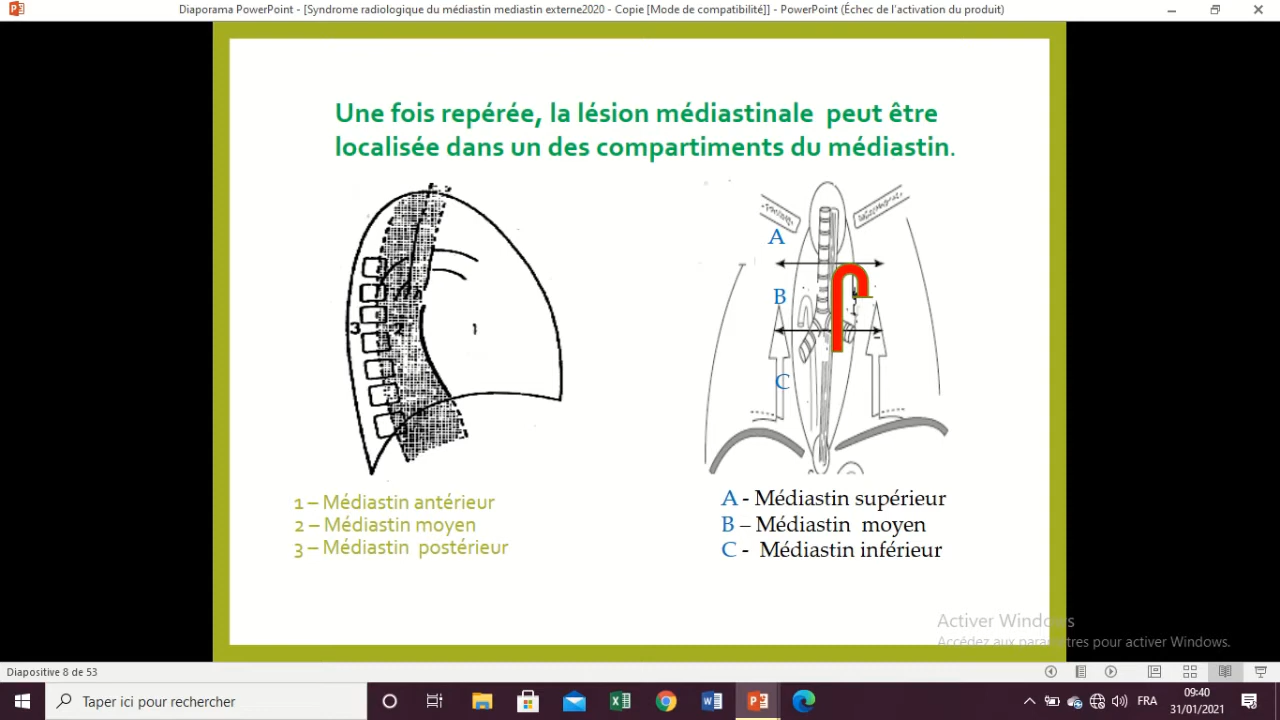 Diaporama PowerPoint - [Syndrome radiologique du médiastin mediastin externe2020 - Copie [Mode de compatibilité]] - PowerPoint (Échec de l'activation du produit)
Une fois repérée, la lésion médiastinale peut être
localisée dans un des compartiments du médiastin.
A
B
C
3
2
1
1 – Médiastin antérieur
2 – Médiastin moyen
3 – Médiastin postérieur
A - Médiastin supérieur
B – Médiastin moyen
C - Médiastin inférieur
Activer Windows
Accédez aux paramètres pour activer Windows.
Diapositive 8 de 53
Taper ici pour rechercher
FRA
09:40
31/01/2021